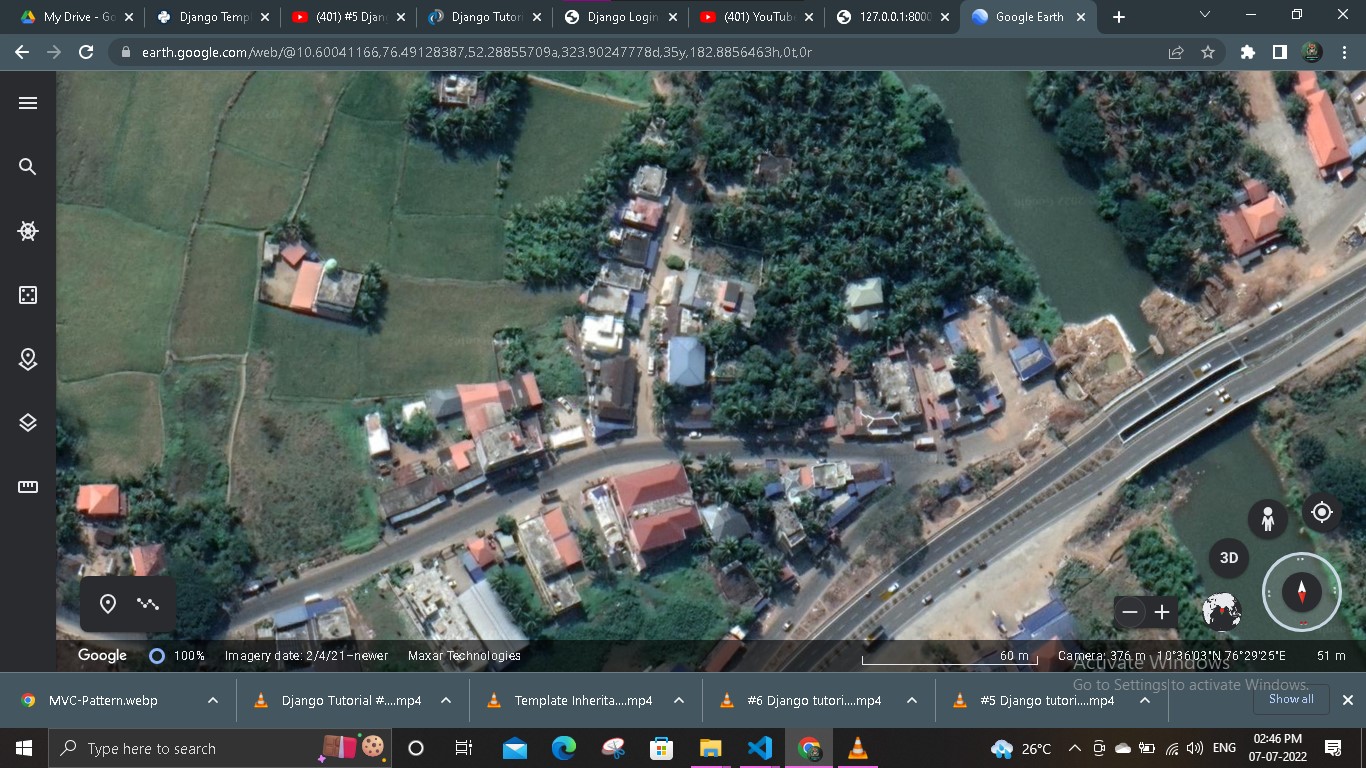 My Drive - Go
Django Templ
(401) #5 Djan
Django Tutor
Django Login
(401) YouTube
127.0.0.1:8000
Google Earth
earth.google.com/web/@10.60041166,76.49128387,52.28855709a,323.90247778d,35y,182.8856463h,0t,0r
3D
Google
100%
Imagery date: 2/4/21-newer
Maxar Technologies
60 m
Camera: 376 m
10°36'03"N 76°29'25"E
51 m
Activate Windows
Go to Settings to activate Windows.
MVC-Pattern.webp
Django Tutorial #....mp4
Template Inherita....mp4
#6 Django tutori....mp4
#5 Django tutori....mp4
Show all
Type here to search
26°C
ENG
02:46 PM
07-07-2022